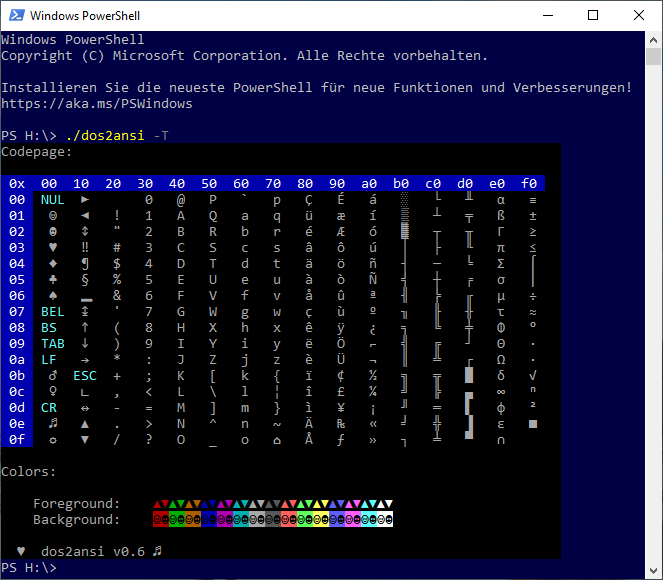 Windows PowerShell
Windows PowerShell
Copyright (C) Microsoft Corporation. Alle Rechte vorbehalten.
Installieren Sie die neueste PowerShell für neue Funktionen und Verbesserungen!
https://aka.ms/PSWindows
PS H:\> ./dos2ansi -T
Codepage:
0x 00 10 20 30 40 50 60 70 80 90 a0 b0 c0 d0 e0 f0
00 NUL ► 0 @ P ` p Ç É á ░ └ ╨ α ≡
01 ☺ ◄ ! 1 A Q a q ü æ í ▒ ┴ ╤ ß ±
02 ☻ ↕ " 2 B R b r é Æ ó ▓ ┬ ╥ Γ ≥
03 ♥ ‼ # 3 C S c s â ô ú │ ├ ╙ π ≤
04 ♦ ¶ $ 4 D T d t ä ö ñ ┤ ─ ╘ Σ ⌠
05 ♣ § % 5 E U e u à ò Ñ ╡ ┼ ╒ σ ⌡
06 ♠ ▬ & 6 F V f v å û ª ╢ ╞ ╓ µ ÷
07 BEL ↨ ' 7 G W g w ç ù º ╖ ╟ ╫ τ ≈
08 BS ↑ ( 8 H X h x ê ÿ ¿ ╕ ╚ ╪ Φ °
09 TAB ↓ ) 9 I Y i y ë Ö ⌐ ╣ ╔ ┘ Θ ∙
0a LF → * : J Z j z è Ü ¬ ║ ╩ ┌ Ω ·
0b ♂ ESC + ; K [ k { ï ¢ ½ ╗ ╦ █ δ √
0c ♀ ∟ , < L \ l ¦ î £ ¼ ╝ ╠ ▄ ∞ ⁿ
0d CR ↔ - = M ] m } ì ¥ ¡ ╜ ═ ▌ φ ²
0e ♬ ▲ . > N ^ n ~ Ä ₧ « ╛ ╬ ▐ ε ■
0f ☼ ▼ / ? O _ o ⌂ Å ƒ » ┐ ╧ ▀ ∩
Colors:
Foreground: ▲▼▲▼▲▼▲▼▲▼▲▼▲▼▲▼▲▼▲▼▲▼▲▼▲▼▲▼▲▼
Background: ☺☻☺☻☺☻☺☻☺☻☺☻☺☻☺☻☺☻☺☻☺☻☺☻☺☻☺☻☺☻
♥ dos2ansi v0.6 ♬
PS H:\>